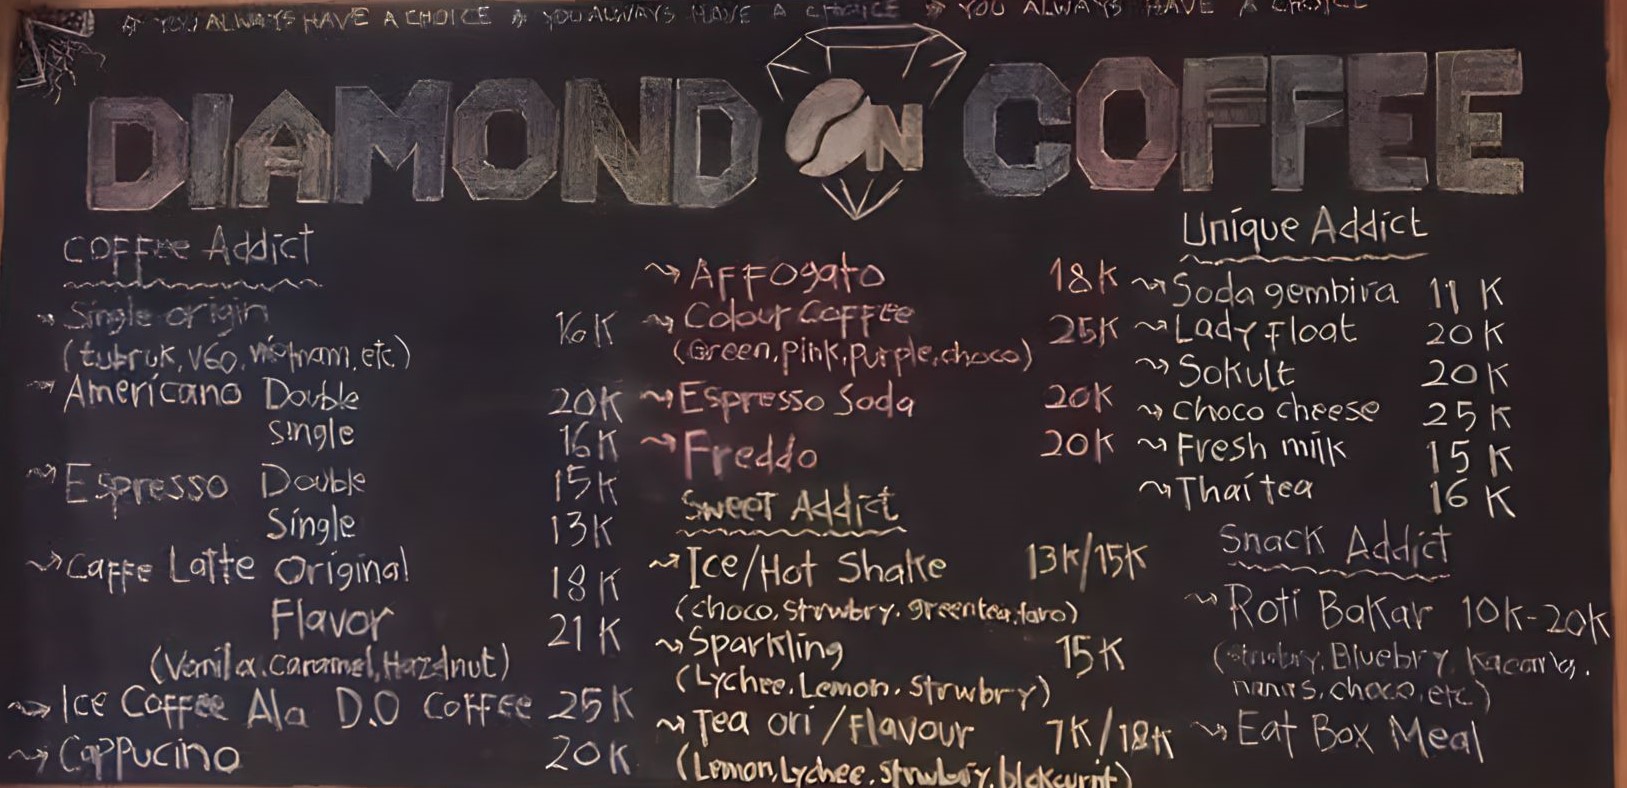 YOU ALWAYS HAVE A CHOICE YOU ALWAYS HAVE A CHOICE YOU ALWAYS HAVE A CHOICE
DIAMOND ON COFFEE
Coffee Addict
Single origin 16K
(tubruk, V60, vietnam, etc.)
Americano Double 20K
Single 16K
Espresso Double 15K
Single 13K
Caffe Latte Original 18K
Flavor 21K
(Vanilla, Caramel, Hazelnut)
Ice Coffee Ala D.O Coffee 25K
Cappucino 20K
Affogato 18K
Colour Coffee 25K
(Green, Pink, Purple, choco)
Espresso Soda 20K
Freddo 20K
Sweet Addict
Ice/Hot Shake 13K/15K
(choco, strwbry, greentea, taro)
Sparkling 15K
(Lychee, Lemon, Strwbry)
Tea ori/Flavour 7K/18K
(Lemon, Lychee, strwbry, blckcurnt)
Unique Addict
Soda gembira 11K
Lady Float 20K
Sokult 20K
Choco cheese 25K
Fresh milk 15K
Thai tea 16K
Snack Addict
Roti Bakar 10K-20K
(strwbry, Bluebry,
nanas, choco, etc.)
Eat Box Meal